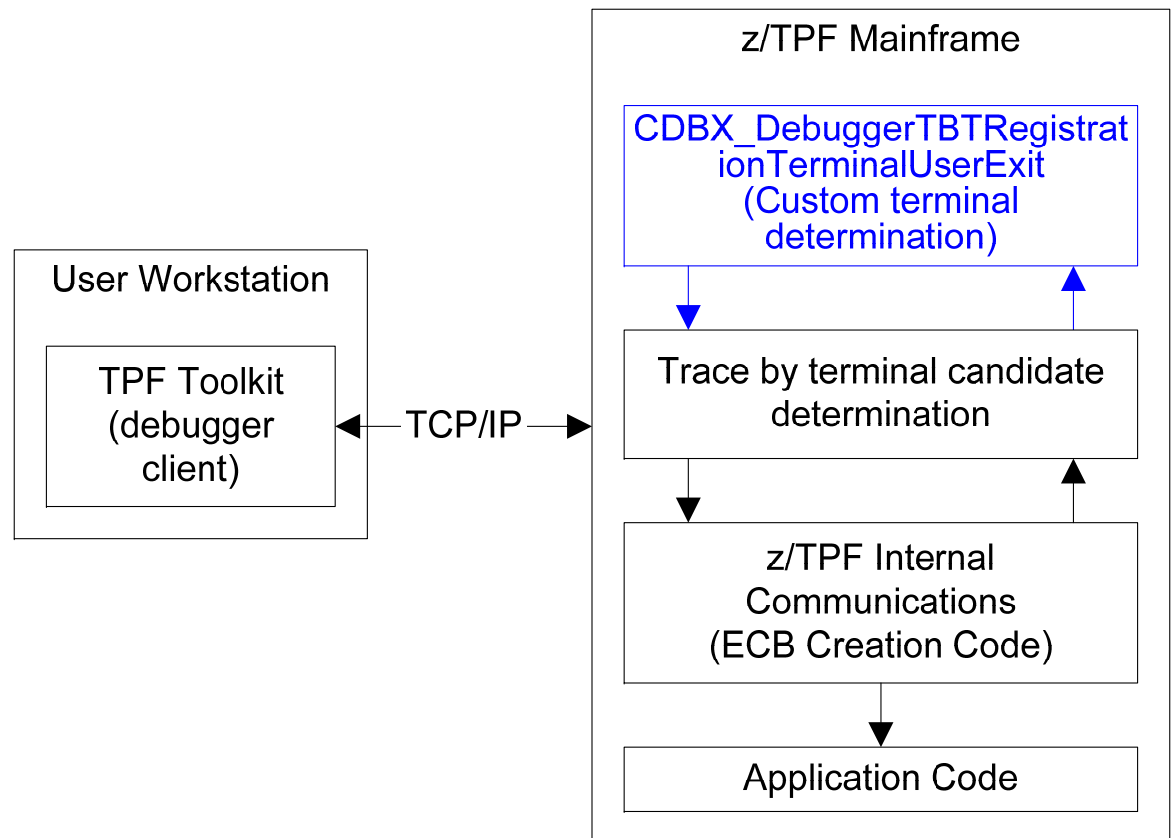 z/TPF Mainframe
CDBX_DebuggerTBTRegistrat
ionTerminalUserExit
(Custom terminal
determination)
User Workstation
TPF Toolkit
(debugger
client)
TCP/IP
Trace by terminal candidate
determination
z/TPF Internal
Communications
(ECB Creation Code)
Application Code